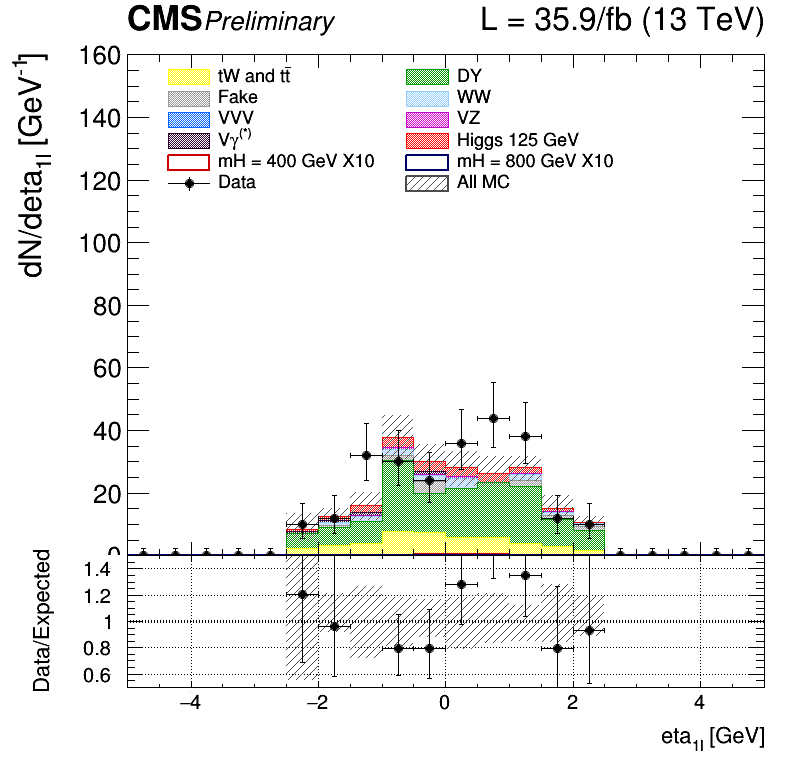 CMS Preliminary L = 35.9/fb (13 TeV)
dN/deta1l [GeV-1]
160
140
120
100
80
60
40
20
0
tW and tt̄ DY
Fake WW
VVV VZ
Vγ(*) Higgs 125 GeV
mH = 400 GeV X10 mH = 800 GeV X10
Data All MC
Data/Expected
1.4
1.2
1
0.8
0.6
−4 −2 0 2 4
eta1l [GeV]